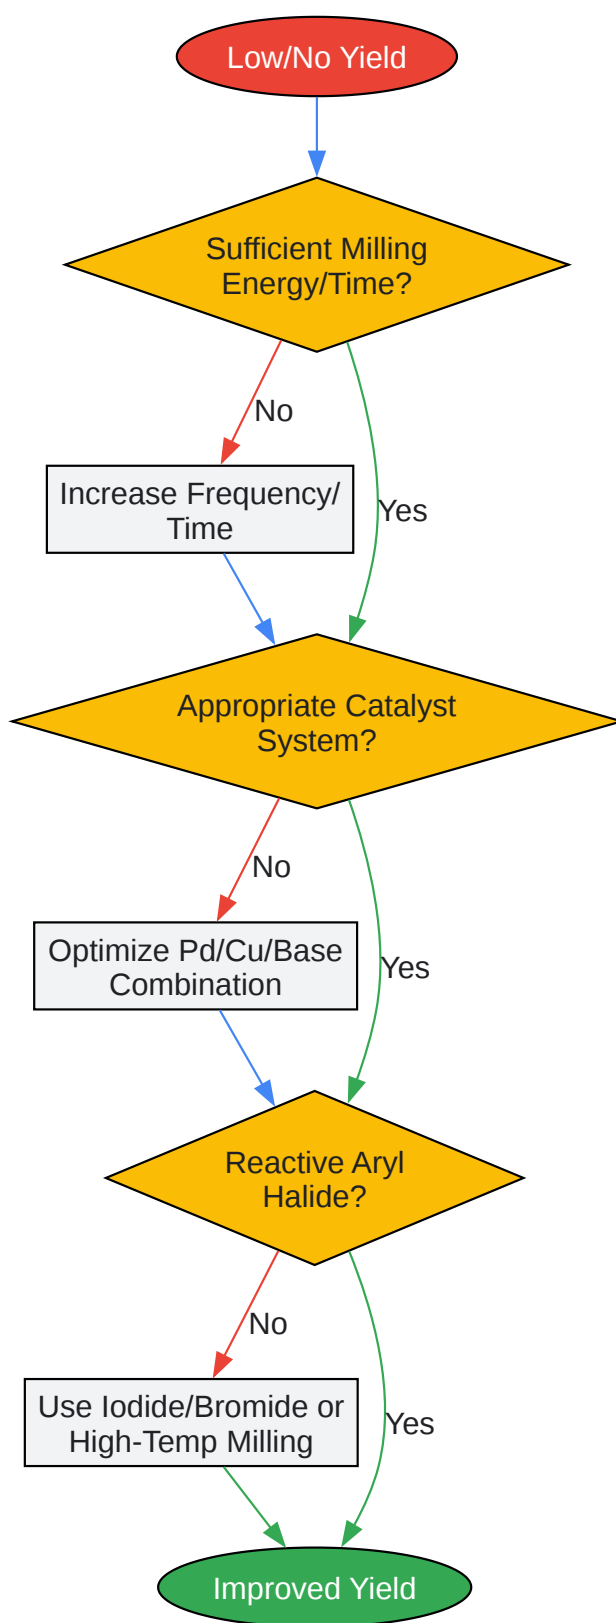 Low/No Yield
Sufficient Milling
Energy/Time?
No
Increase Frequency/
Time
Yes
Appropriate Catalyst
System?
No
Optimize Pd/Cu/Base
Combination
Yes
Reactive Aryl
Halide?
No
Use Iodide/Bromide or
High-Temp Milling
Yes
Improved Yield